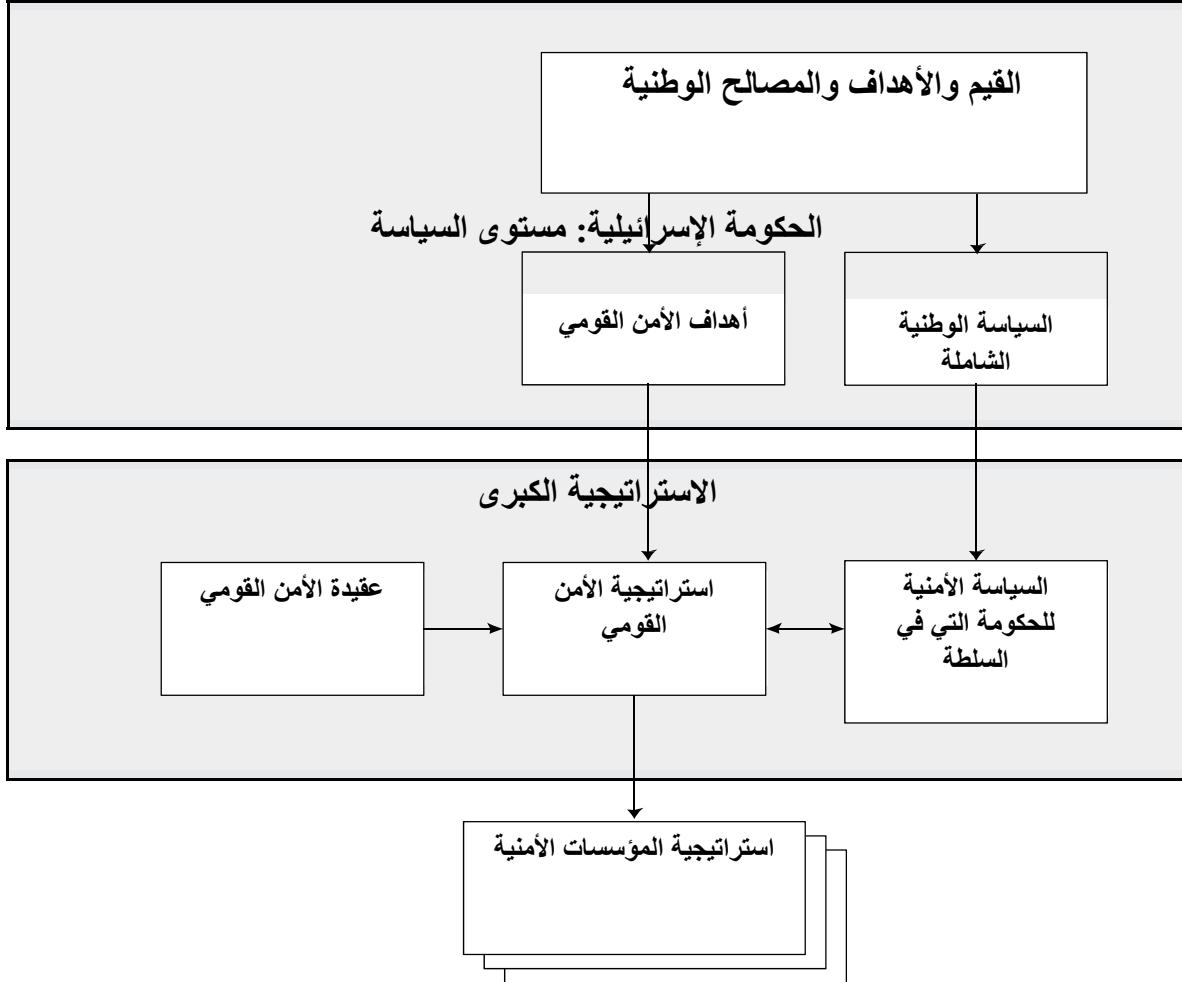 القيم والأهداف والمصالح الوطنية
الحكومة الإسرائيلية: مستوى السياسة
السياسة الوطنية
الشاملة
أهداف الأمن القومي
الاستراتيجية الكبرى
السياسة الأمنية
للحكومة التي في
السلطة
استراتيجية الأمن
القومي
عقيدة الأمن القومي
استراتيجية المؤسسات الأمنية